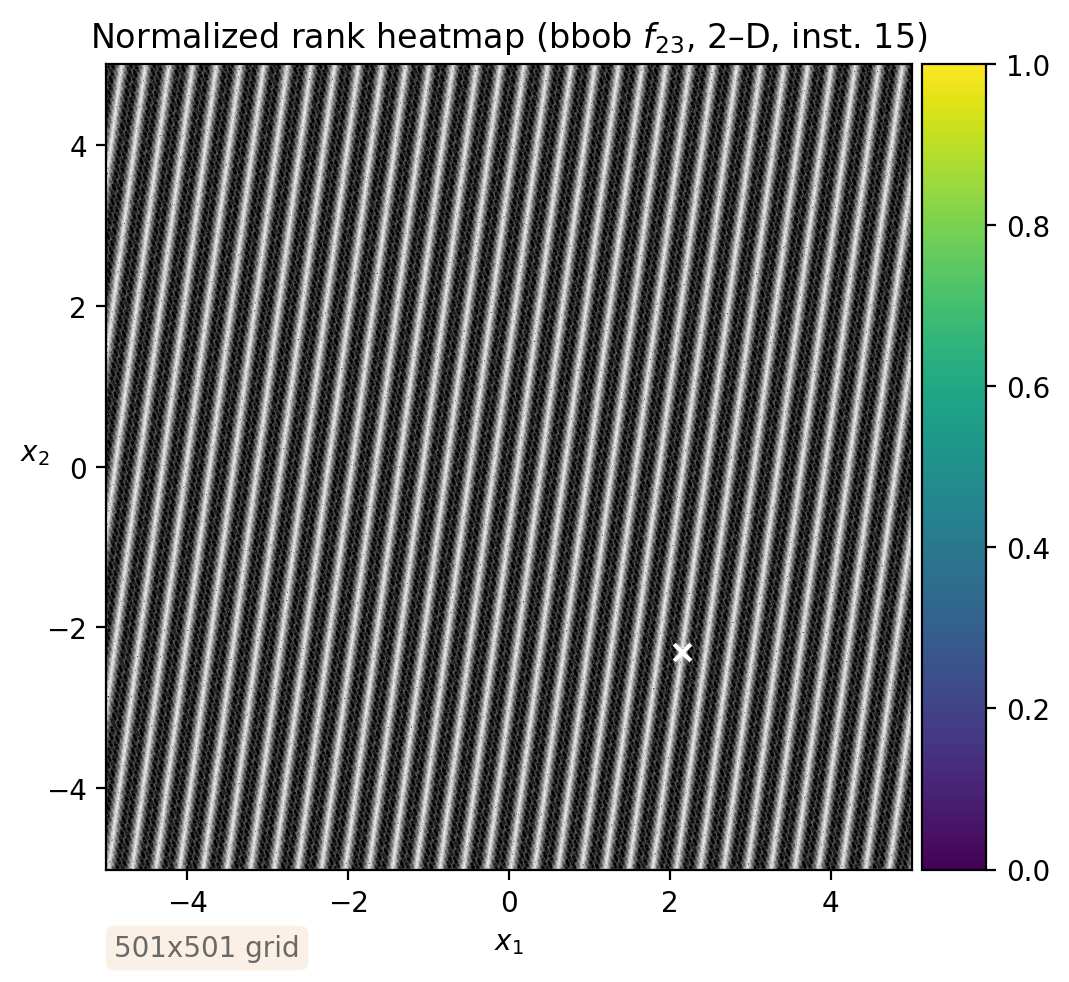 Normalized rank heatmap (bbob f₂₃, 2–D, inst. 15)
1.0
0.8
0.6
0.4
0.2
0.0
4
2
0
−2
−4
x₂
−4 −2 0 2 4
x₁
501x501 grid